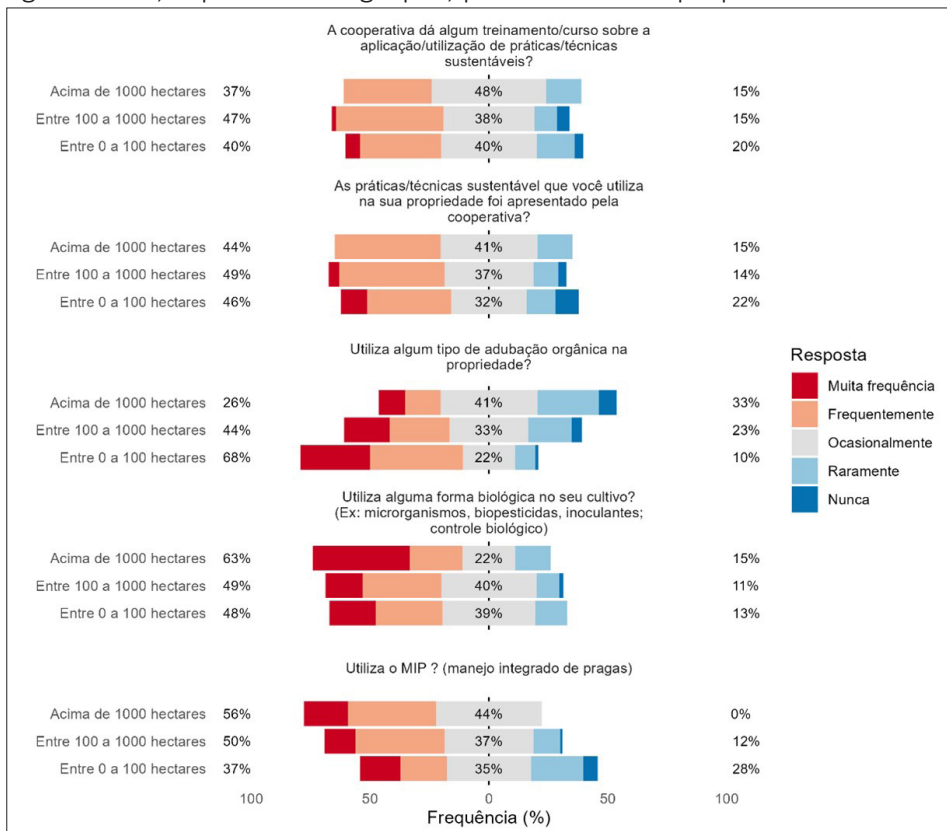 A cooperativa dá algum treinamento/curso sobre a
aplicação/utilização de práticas/técnicas
sustentáveis?
Acima de 1000 hectares 37% 48% 15%
Entre 100 a 1000 hectares 47% 38% 15%
Entre 0 a 100 hectares 40% 40% 20%
As práticas/técnicas sustentável que você utiliza
na sua propriedade foi apresentado pela
cooperativa?
Acima de 1000 hectares 44% 41% 15%
Entre 100 a 1000 hectares 49% 37% 14%
Entre 0 a 100 hectares 46% 32% 22%
Utiliza algum tipo de adubação orgânica na
propriedade?
Acima de 1000 hectares 26% 41% 33%
Entre 100 a 1000 hectares 44% 33% 23%
Entre 0 a 100 hectares 68% 22% 10%
Utiliza alguma forma biológica no seu cultivo?
(Ex: microrganismos, biopesticidas, inoculantes;
controle biológico)
Acima de 1000 hectares 63% 22% 15%
Entre 100 a 1000 hectares 49% 40% 11%
Entre 0 a 100 hectares 48% 39% 13%
Utiliza o MIP ? (manejo integrado de pragas)
Acima de 1000 hectares 56% 44% 0%
Entre 100 a 1000 hectares 50% 37% 12%
Entre 0 a 100 hectares 37% 35% 28%
100 50 0 50 100
Frequência (%)
Resposta
Muita frequência
Frequentemente
Ocasionalmente
Raramente
Nunca